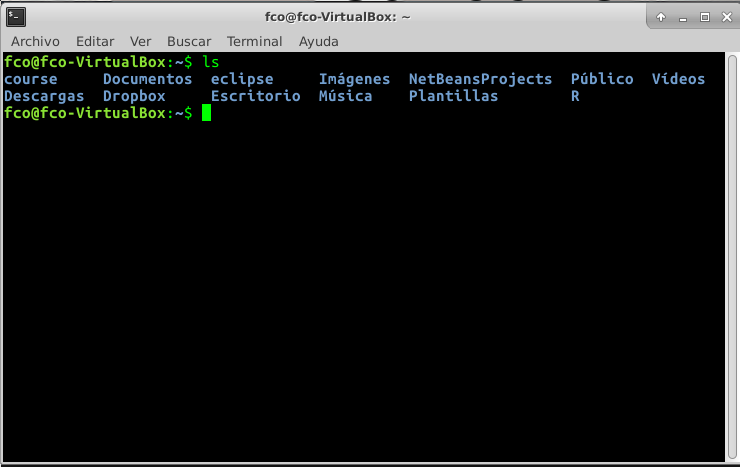 fco@fco-VirtualBox: ~
Archivo Editar Ver Buscar Terminal Ayuda
fco@fco-VirtualBox:~$ ls
course Documentos eclipse Imágenes NetBeansProjects Público Vídeos
Descargas Dropbox Escritorio Música Plantillas R
fco@fco-VirtualBox:~$